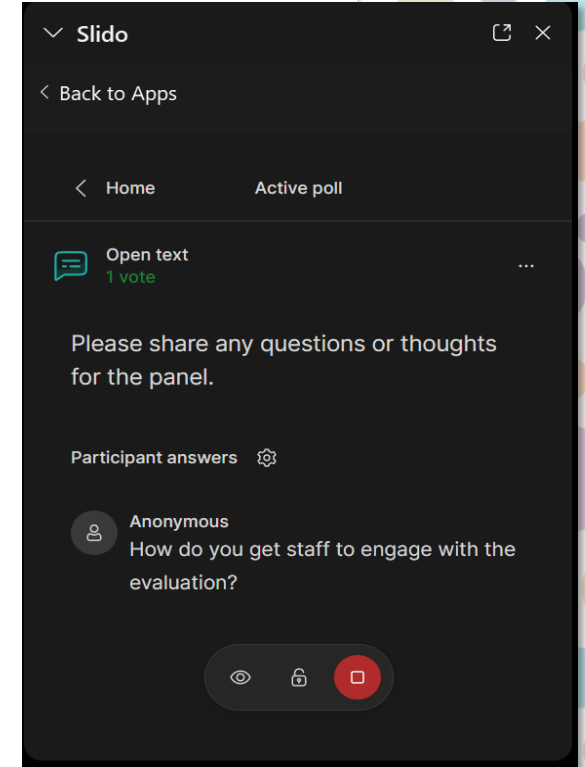 Slido
Back to Apps
Home
Active poll
Open text
...
1 vote
Please share any questions or thoughts
for the panel.
Participant answers
Anonymous
How do you get staff to engage with the
evaluation?